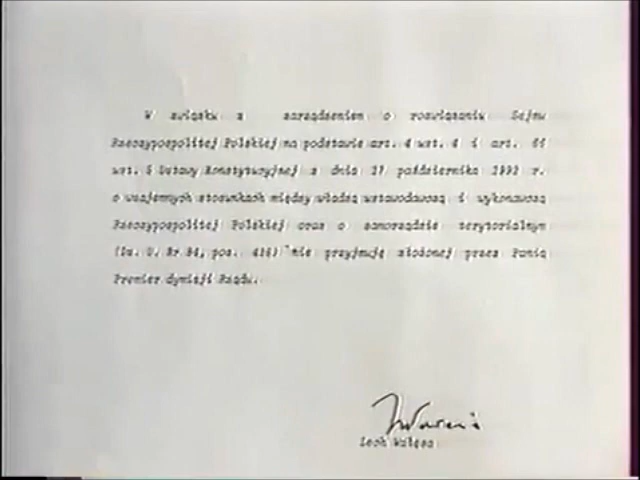 W związku z zarządzeniem o rozwiązaniu Sejmu
Rzeczypospolitej Polskiej na podstawie art. 4 ust. 4 i art. 66
ust. 5 Ustawy Konstytucyjnej z dnia 17 października 1992 r.
o wzajemnych stosunkach między władzą ustawodawczą i wykonawczą
Rzeczypospolitej Polskiej oraz o samorządzie terytorialnym
(Dz. U. Nr 84, poz. 426) nie przyjmuję złożonej przez Panią
Premier dymisji Rządu.
Lech Wałęsa